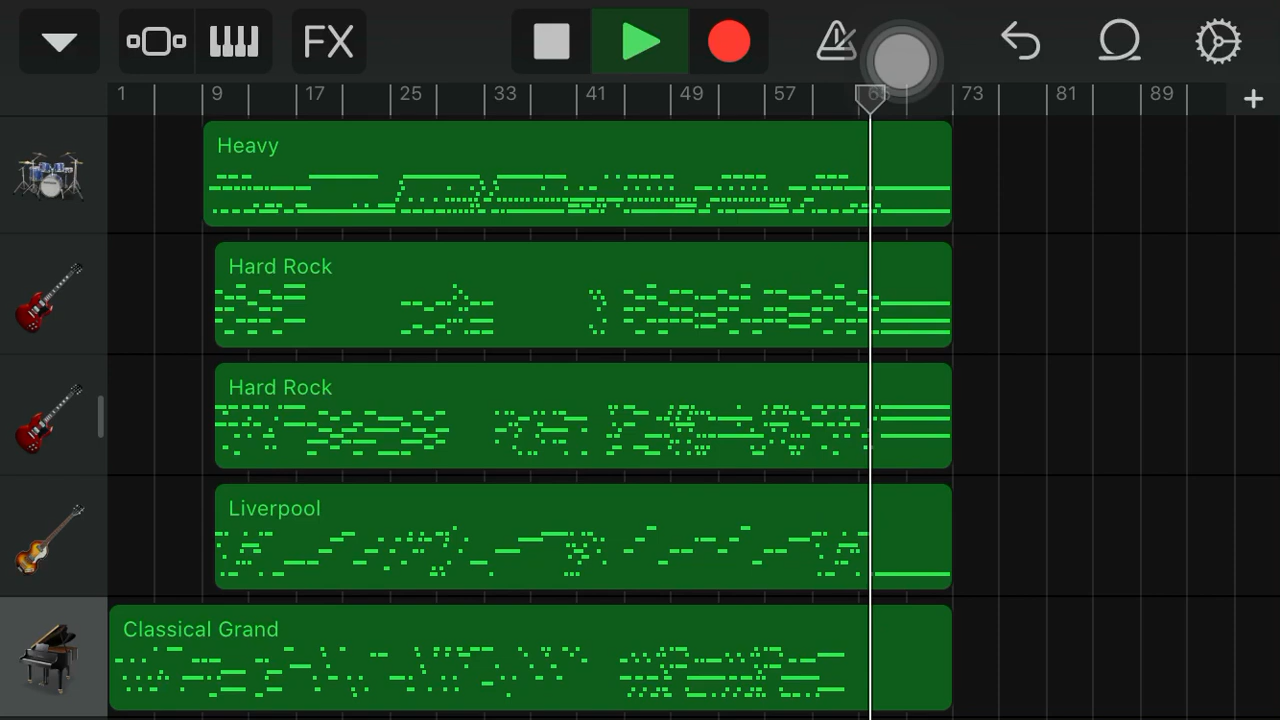 FX
1 9 17 25 33 41 49 57 65 73 81 89 +
Heavy
Hard Rock
Hard Rock
Liverpool
Classical Grand